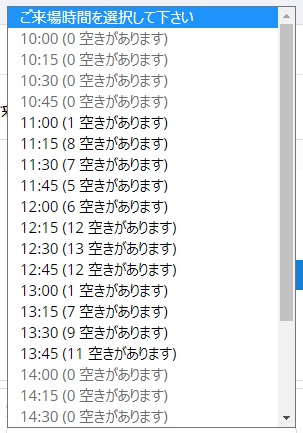 ご来場時間を選択して下さい
10:00 (0 空きがあります)
10:15 (0 空きがあります)
10:30 (0 空きがあります)
10:45 (0 空きがあります)
11:00 (1 空きがあります)
11:15 (8 空きがあります)
11:30 (7 空きがあります)
11:45 (5 空きがあります)
12:00 (6 空きがあります)
12:15 (12 空きがあります)
12:30 (13 空きがあります)
12:45 (12 空きがあります)
13:00 (1 空きがあります)
13:15 (7 空きがあります)
13:30 (9 空きがあります)
13:45 (11 空きがあります)
14:00 (0 空きがあります)
14:15 (0 空きがあります)
14:30 (0 空きがあります)